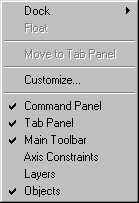 Dock
Float
Move to Tab Panel
Customize...
Command Panel
Tab Panel
Main Toolbar
Axis Constraints
Layers
Objects